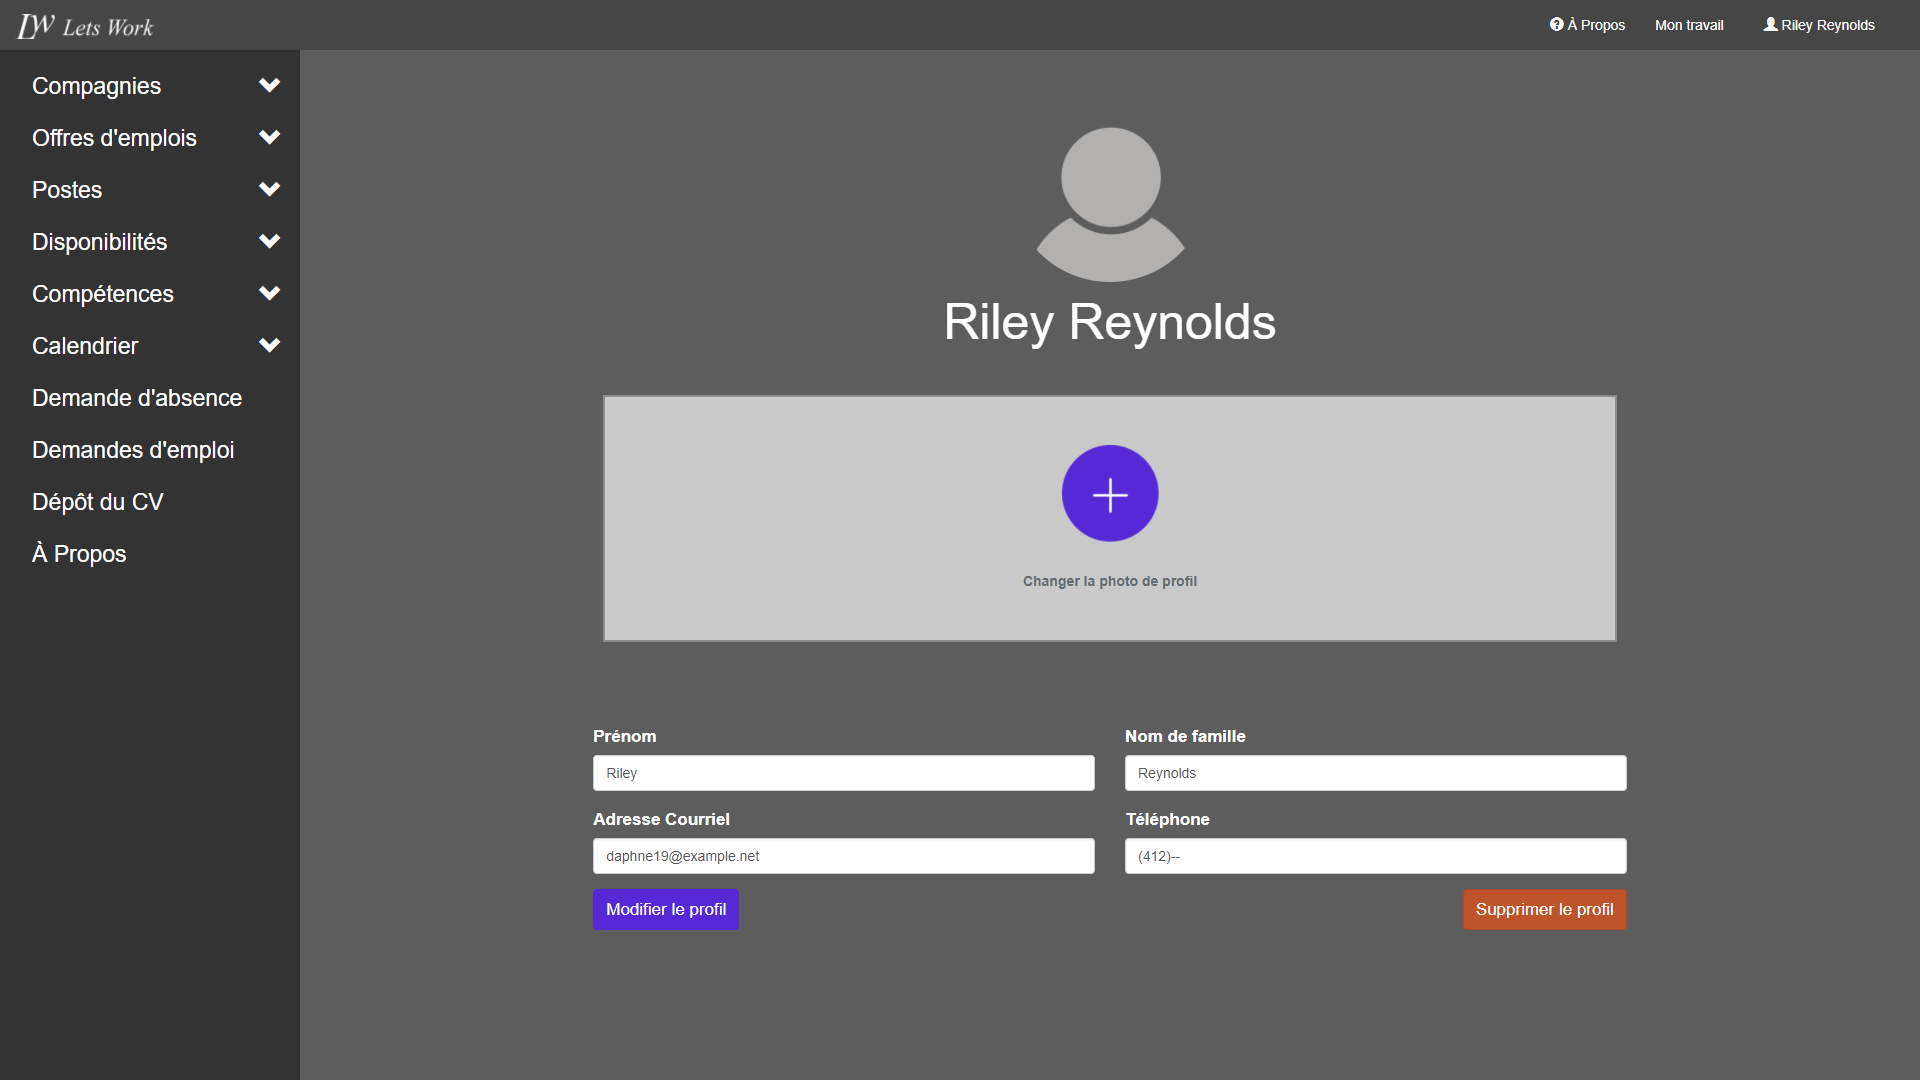 LW Lets Work
À Propos
Mon travail
Riley Reynolds
Compagnies
Offres d'emplois
Postes
Disponibilités
Compétences
Calendrier
Demande d'absence
Demandes d'emploi
Dépôt du CV
À Propos
Riley Reynolds
Changer la photo de profil
Prénom
Riley
Nom de famille
Reynolds
Adresse Courriel
daphne19@example.net
Téléphone
(412)--
Modifier le profil
Supprimer le profil